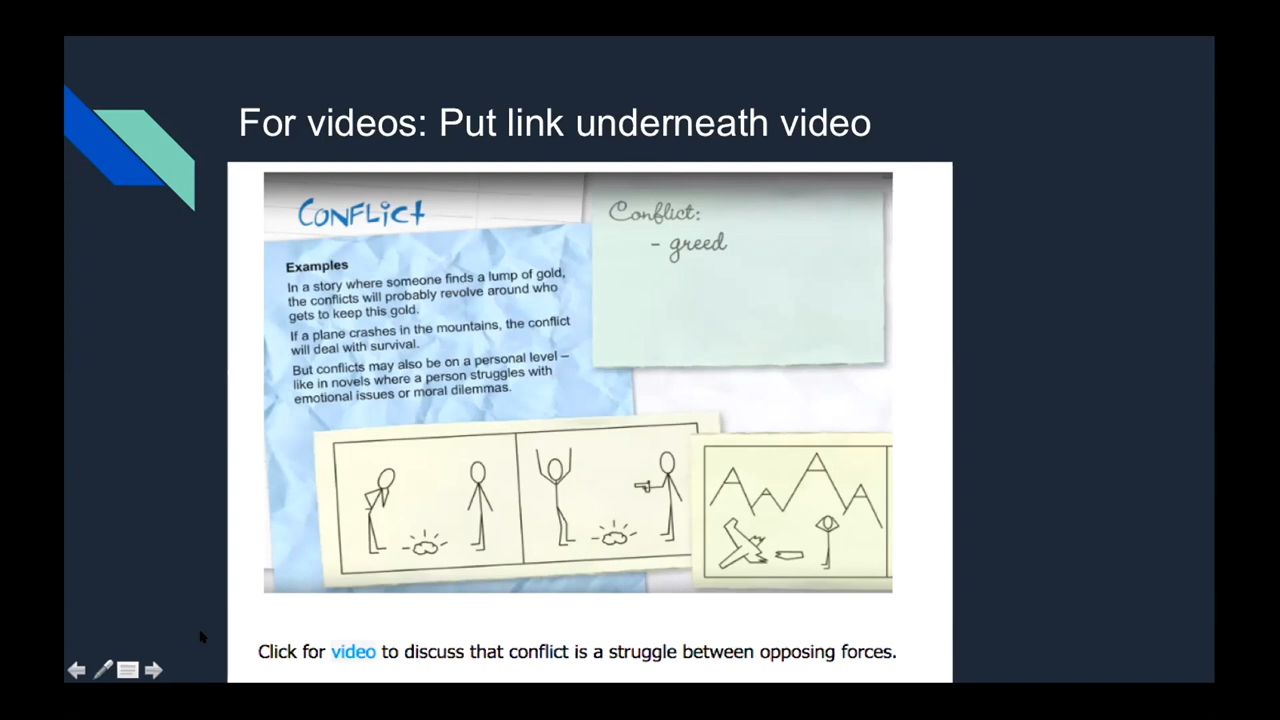 For videos: Put link underneath video
CONFLICT
Examples
In a story where someone finds a lump of gold,
the conflicts will probably revolve around who
gets to keep this gold.
If a plane crashes in the mountains, the conflict
will deal with survival.
But conflicts may also be on a personal level –
like in novels where a person struggles with
emotional issues or moral dilemmas.
Conflict:
- greed
Click for video to discuss that conflict is a struggle between opposing forces.